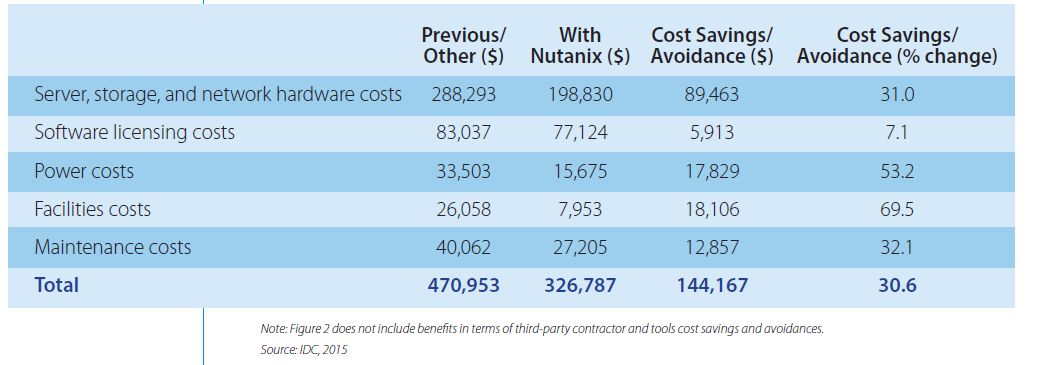 Previous/ With Cost Savings/ Cost Savings/
Other ($) Nutanix ($) Avoidance ($) Avoidance (% change)
Server, storage, and network hardware costs 288,293 198,830 89,463 31.0
Software licensing costs 83,037 77,124 5,913 7.1
Power costs 33,503 15,675 17,829 53.2
Facilities costs 26,058 7,953 18,106 69.5
Maintenance costs 40,062 27,205 12,857 32.1
Total 470,953 326,787 144,167 30.6
Note: Figure 2 does not include benefits in terms of third-party contractor and tools cost savings and avoidances.
Source: IDC, 2015